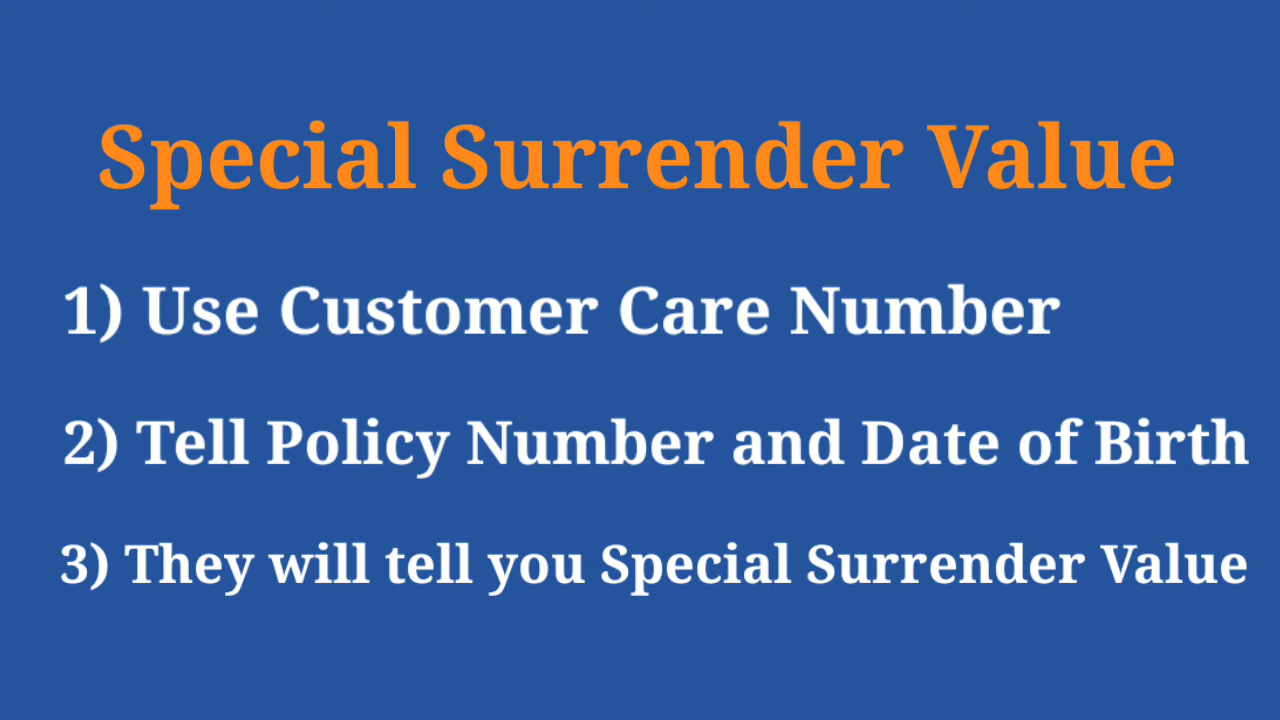 Special Surrender Value
1) Use Customer Care Number
2) Tell Policy Number and Date of Birth
3) They will tell you Special Surrender Value